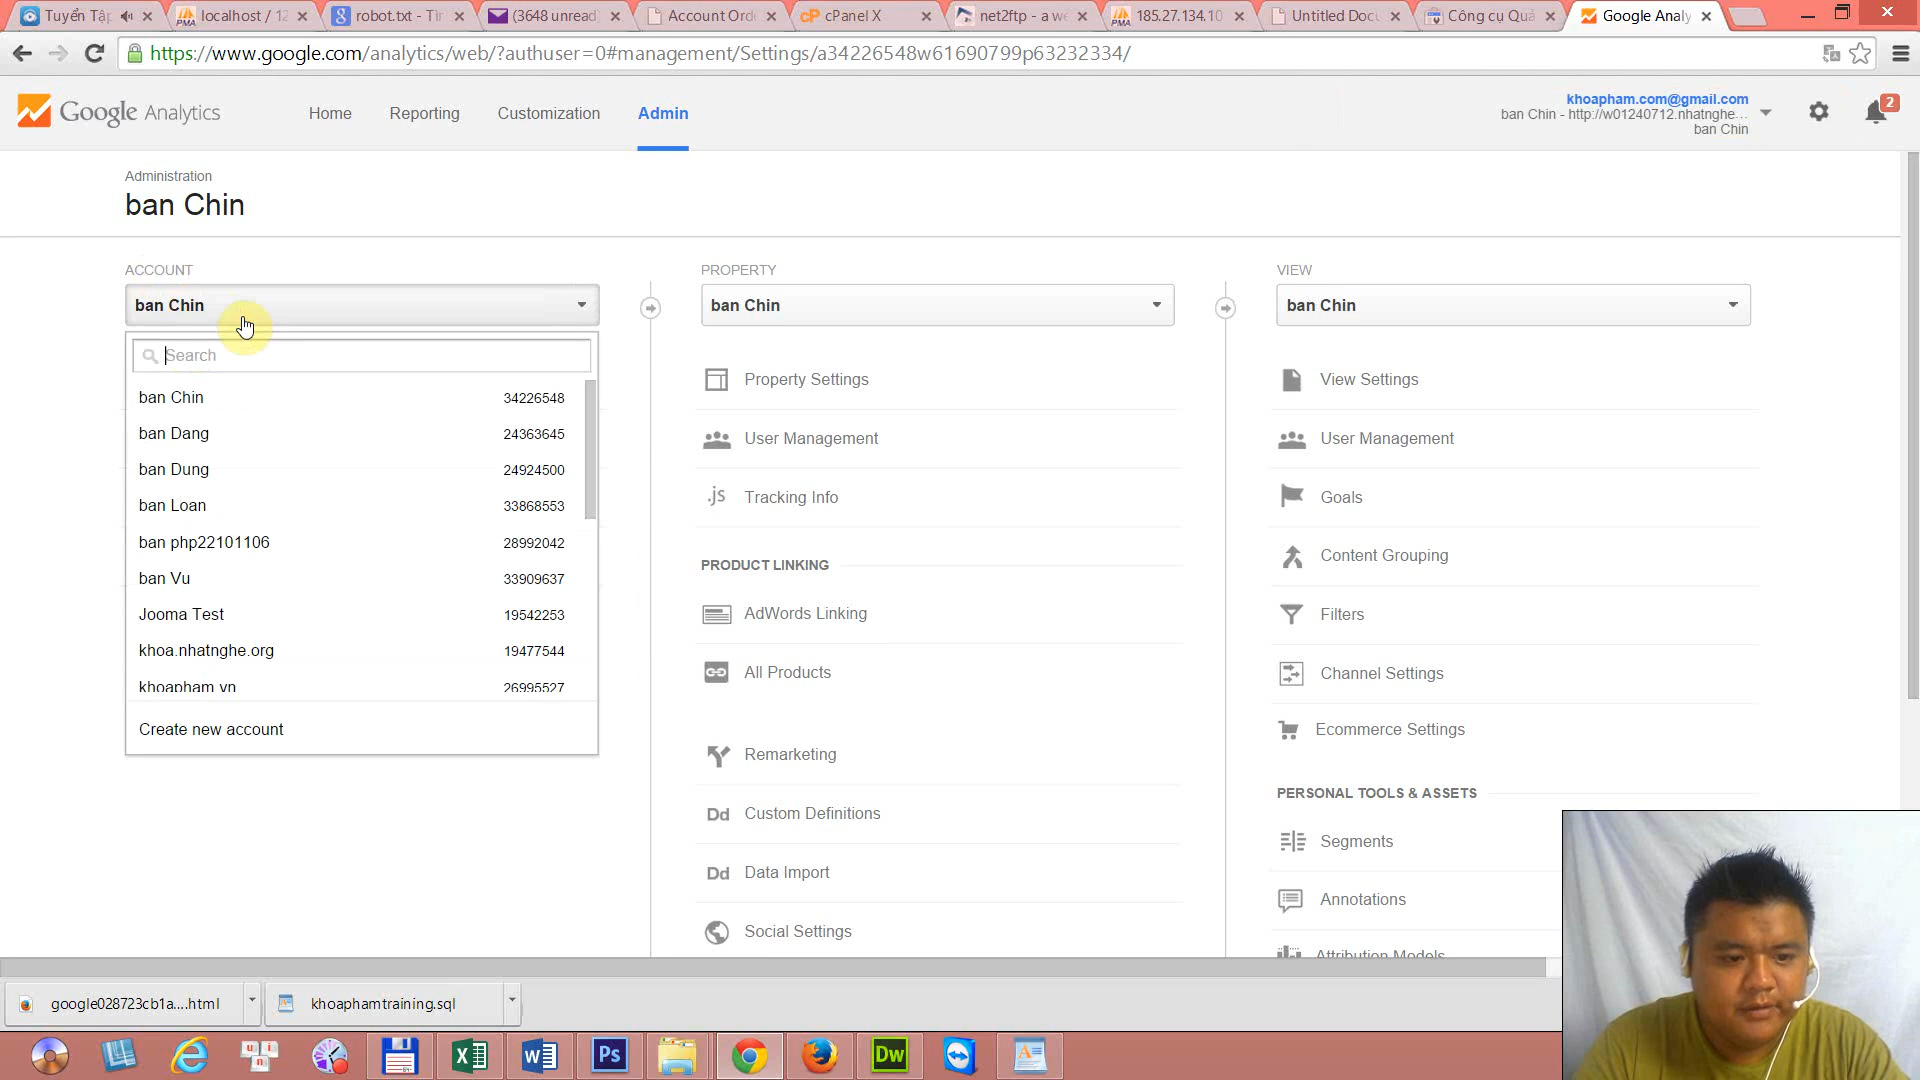 Tuyển Tập
localhost / 12
robot.txt - Tìn
(3648 unread)
Account Ord
cPanel X
net2ftp - a we
185.27.134.10
Untitled Docu
Công cụ Quả
Google Analy
https://www.google.com/analytics/web/?authuser=0#management/Settings/a34226548w61690799p63232334/
Google Analytics
Home
Reporting
Customization
Admin
khoapham.com@gmail.com
ban Chin - http://w01240712.nhatnghe...
ban Chin
2
Administration
ban Chin
ACCOUNT
ban Chin
Search
ban Chin 34226548
ban Dang 24363645
ban Dung 24924500
ban Loan 33868553
ban php22101106 28992042
ban Vu 33909637
Jooma Test 19542253
khoa.nhatnghe.org 19477544
khoapham.vn 26995527
Create new account
PROPERTY
ban Chin
Property Settings
User Management
.js Tracking Info
PRODUCT LINKING
AdWords Linking
All Products
Remarketing
Dd Custom Definitions
Dd Data Import
Social Settings
VIEW
ban Chin
View Settings
User Management
Goals
Content Grouping
Filters
Channel Settings
Ecommerce Settings
PERSONAL TOOLS & ASSETS
Segments
Annotations
Attribution Models
google028723cb1a....html
khoaphamtraining.sql
Ps
Dw